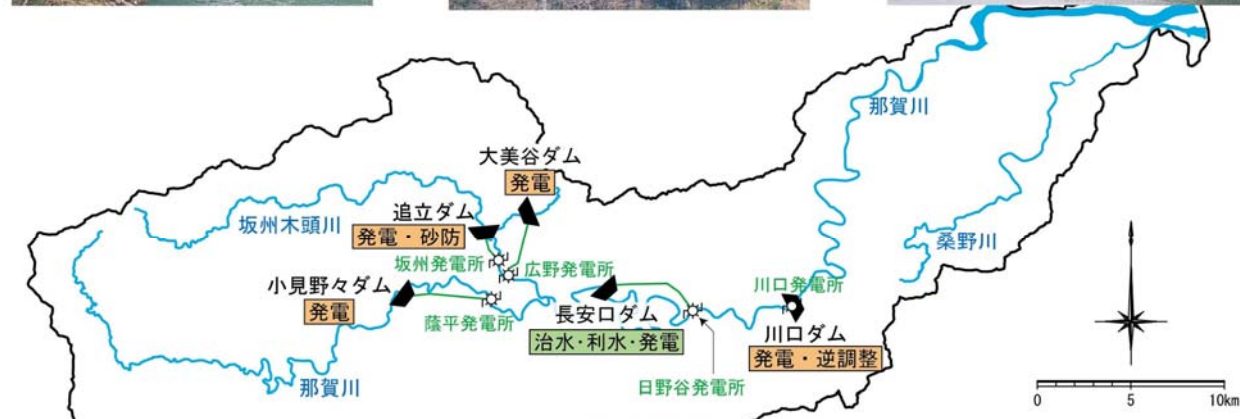 那賀川
大美谷ダム
発電
坂州木頭川
追立ダム
発電・砂防
桑野川
坂州発電所
広野発電所
小見野々ダム
発電
川口発電所
蔭平発電所
長安口ダム
治水・利水・発電
川口ダム
発電・逆調整
那賀川
日野谷発電所
0 5 10km